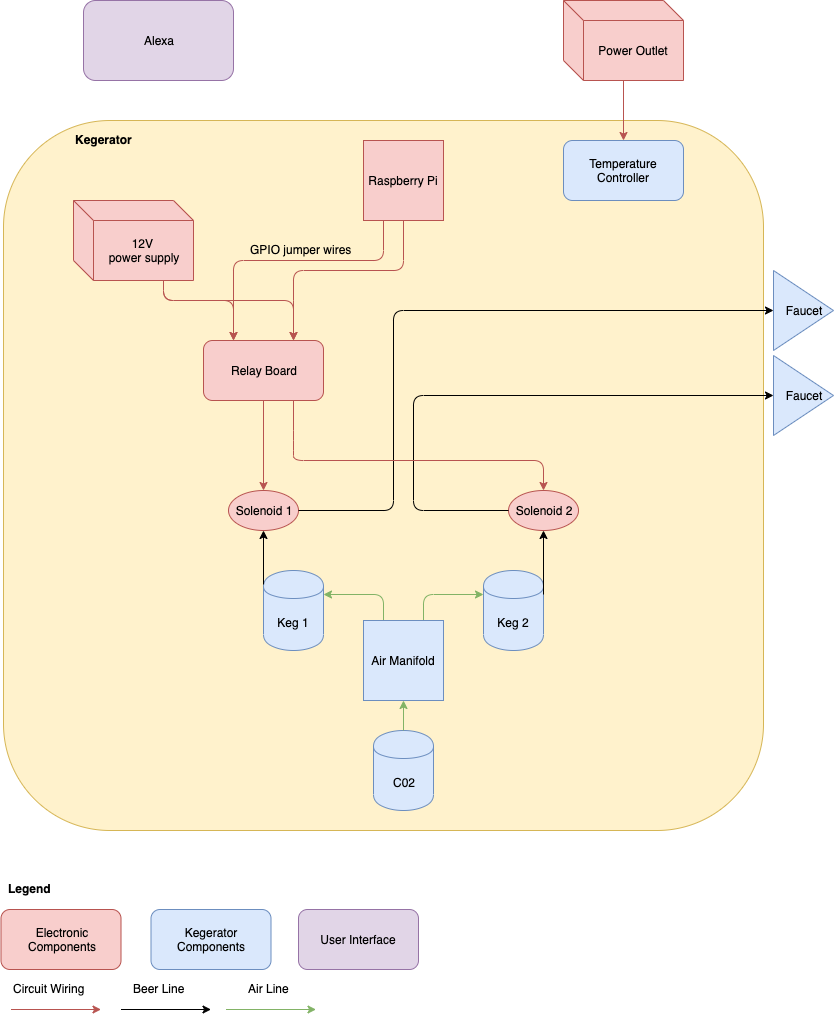 Alexa
Power Outlet
Kegerator
Raspberry Pi
Temperature
Controller
12V
power supply
GPIO jumper wires
Faucet
Relay Board
Faucet
Solenoid 1
Solenoid 2
Keg 1
Keg 2
Air Manifold
C02
Legend
Electronic
Components
Kegerator
Components
User Interface
Circuit Wiring
Beer Line
Air Line